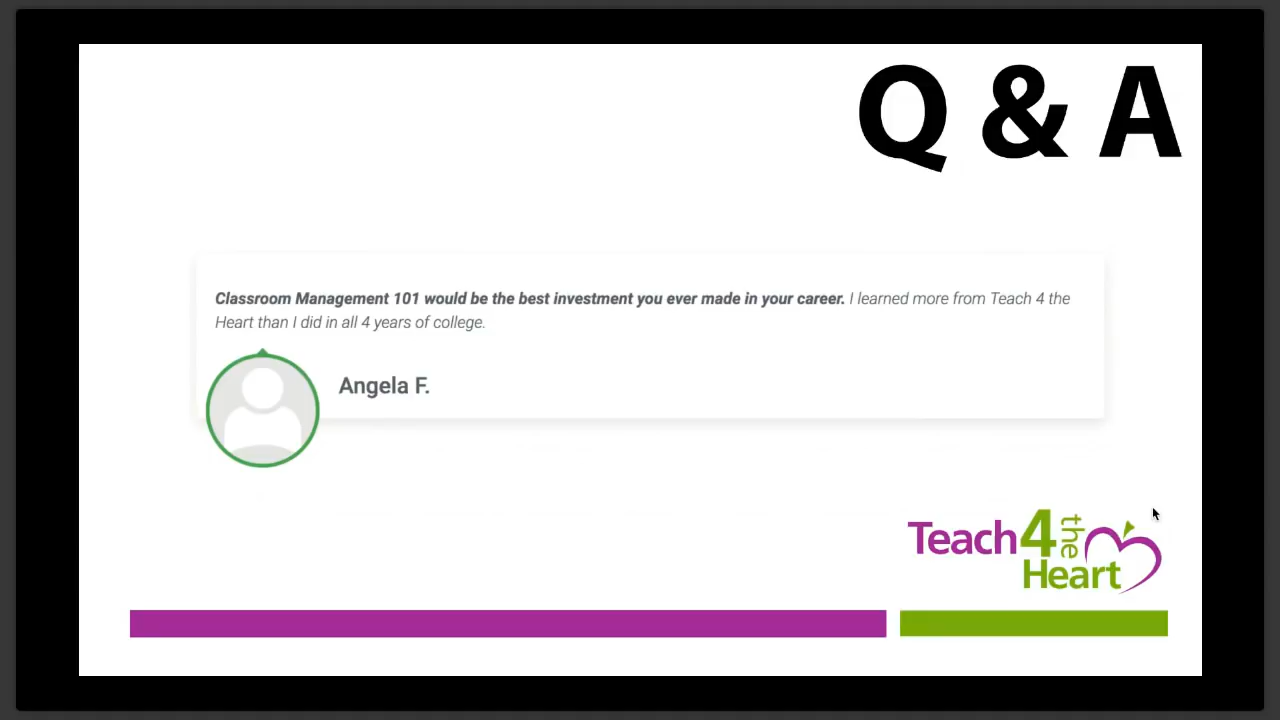 Q & A
Classroom Management 101 would be the best investment you ever made in your career. I learned more from Teach 4 the
Heart than I did in all 4 years of college.
Angela F.
Teach 4 the
Heart